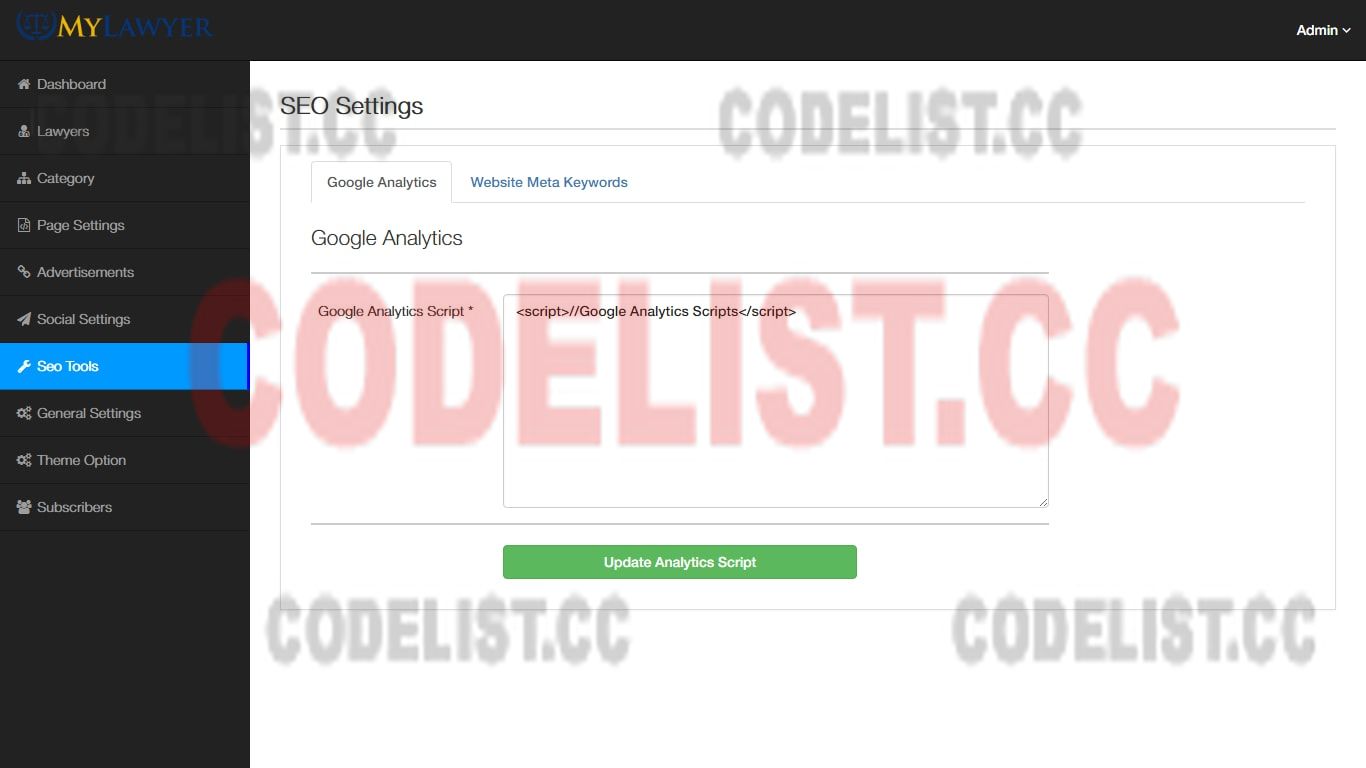 MYLAWYER
Admin
Dashboard
Lawyers
Category
Page Settings
Advertisements
Social Settings
Seo Tools
General Settings
Theme Option
Subscribers
SEO Settings
Google Analytics
Website Meta Keywords
Google Analytics
Google Analytics Script *
<script>//Google Analytics Scripts</script>
Update Analytics Script
CODELIST.CC
CODELIST.CC
CODELIST.CC
CODELIST.CC
CODELIST.CC